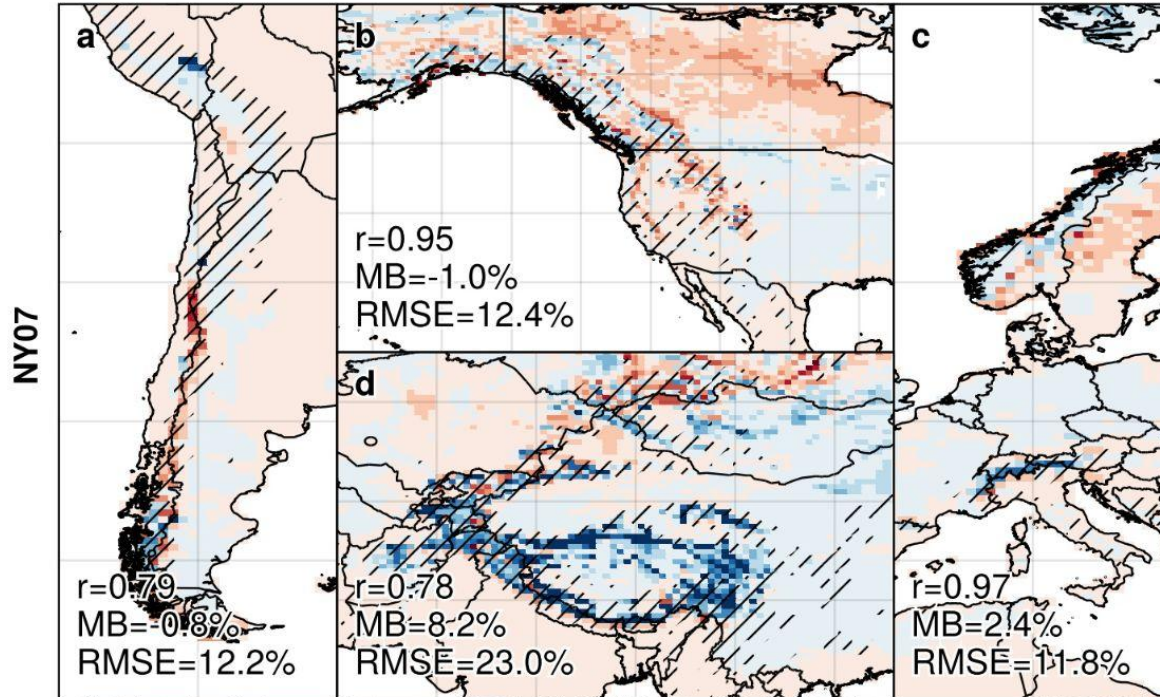 NY07
a
r=0.79
MB=-0.8%
RMSE=12.2%
b
r=0.95
MB=-1.0%
RMSE=12.4%
c
r=0.97
MB=2.4%
RMSE=11.8%
d
r=0.78
MB=8.2%
RMSE=23.0%